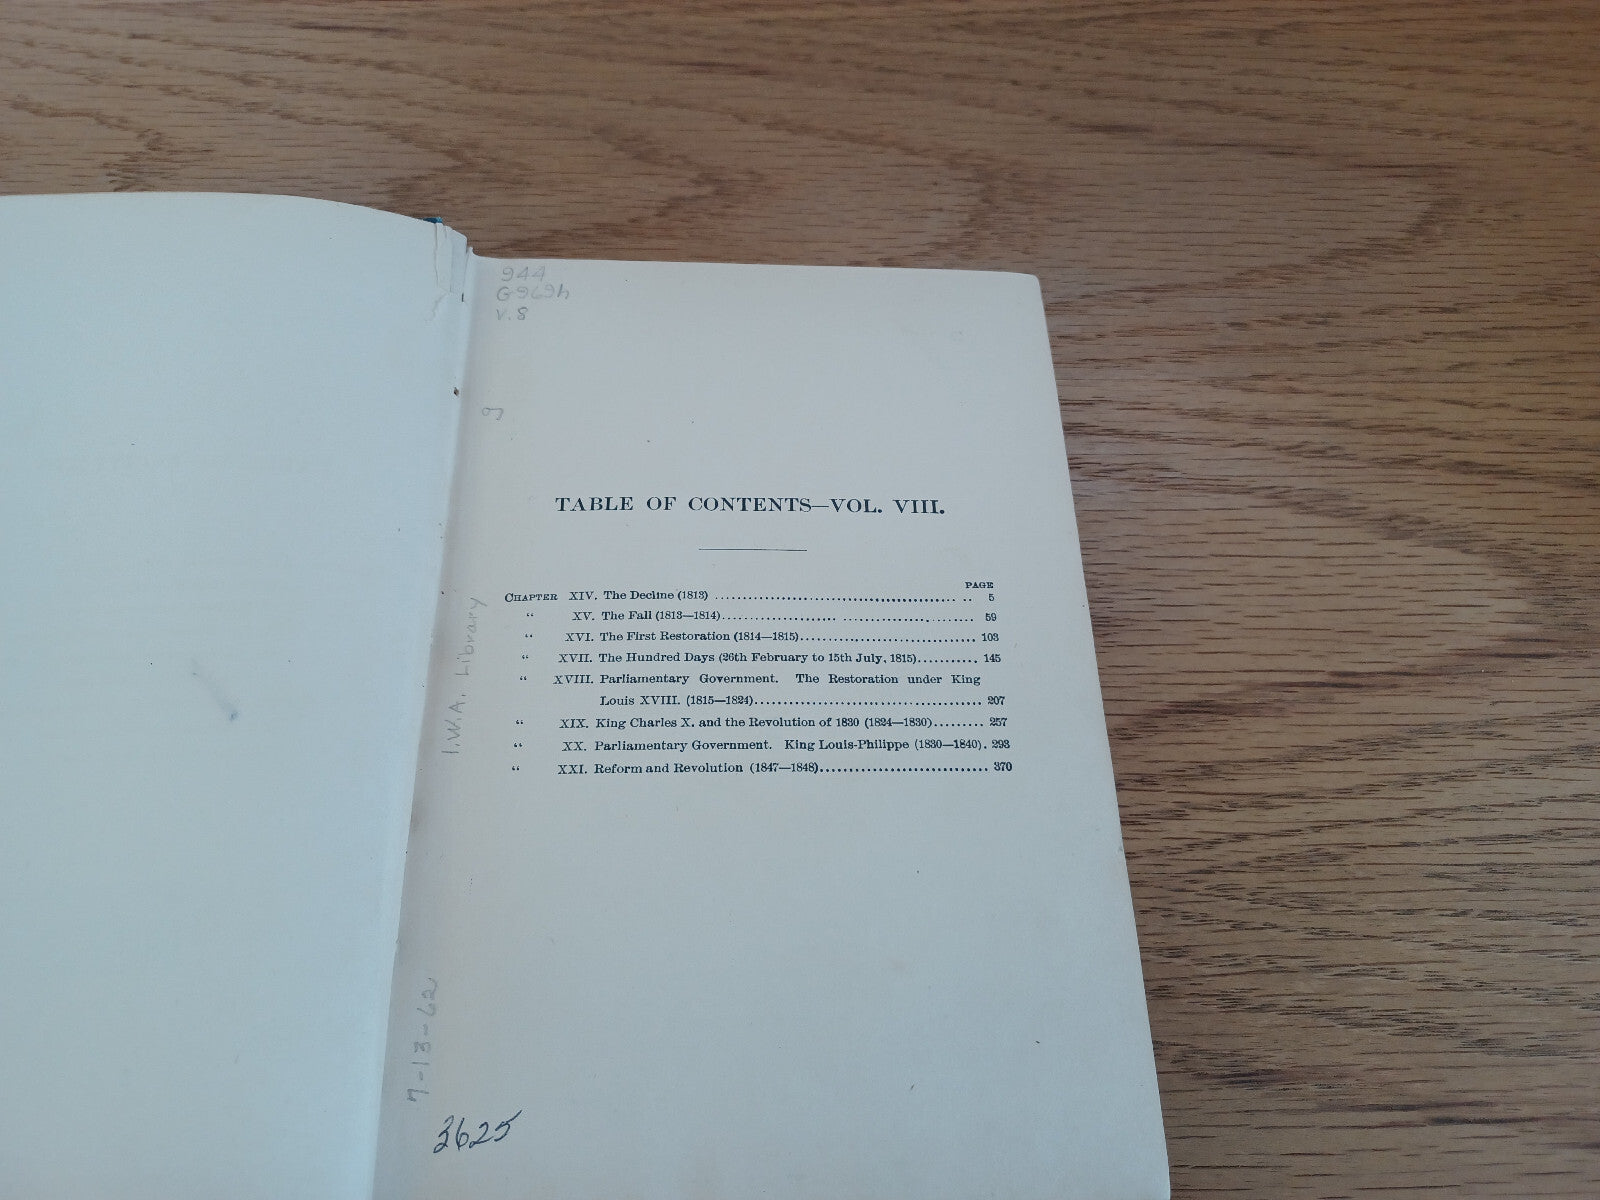 944
G969h
v.8
g
TABLE OF CONTENTS—VOL. VIII.
PAGE
CHAPTER XIV. The Decline (1813) .......................................... .. 5
“ XV. The Fall (1813—1814).................... ....................... 59
“ XVI. The First Restoration (1814—1815).............................. 103
“ XVII. The Hundred Days (26th February to 15th July, 1815)........... 145
“ XVIII. Parliamentary Government. The Restoration under King
Louis XVIII. (1815—1824)....................................... 207
“ XIX. King Charles X. and the Revolution of 1830 (1824—1830)......... 257
“ XX. Parliamentary Government. King Louis-Philippe (1830—1840). 293
“ XXI. Reform and Revolution (1847—1848)............................. 370
I.W.A. Library
7-13-62
3625